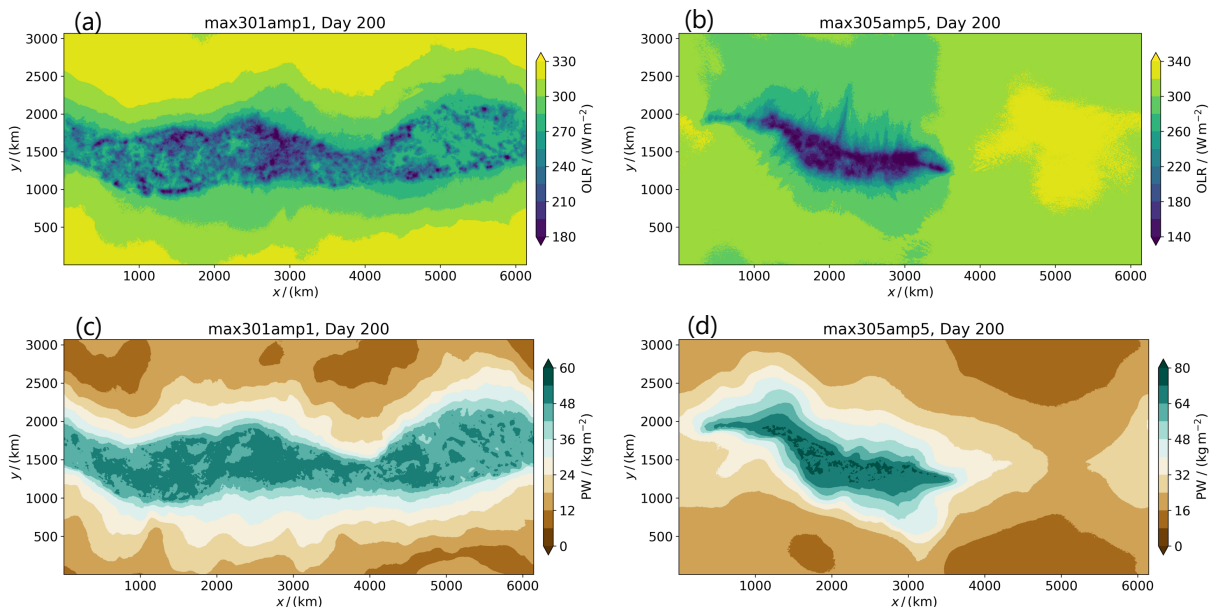 (a)
max301amp1, Day 200
3000
2500
2000
1500
1000
500
y / (km)
1000 2000 3000 4000 5000 6000
x / (km)
330
300
270
240
210
180
OLR / (W m⁻²)
(b)
max305amp5, Day 200
3000
2500
2000
1500
1000
500
y / (km)
1000 2000 3000 4000 5000 6000
x / (km)
340
300
260
220
180
140
OLR / (W m⁻²)
(c)
max301amp1, Day 200
3000
2500
2000
1500
1000
500
y / (km)
1000 2000 3000 4000 5000 6000
x / (km)
60
48
36
24
12
0
PW / (kg m⁻²)
(d)
max305amp5, Day 200
3000
2500
2000
1500
1000
500
y / (km)
1000 2000 3000 4000 5000 6000
x / (km)
80
64
48
32
16
0
PW / (kg m⁻²)